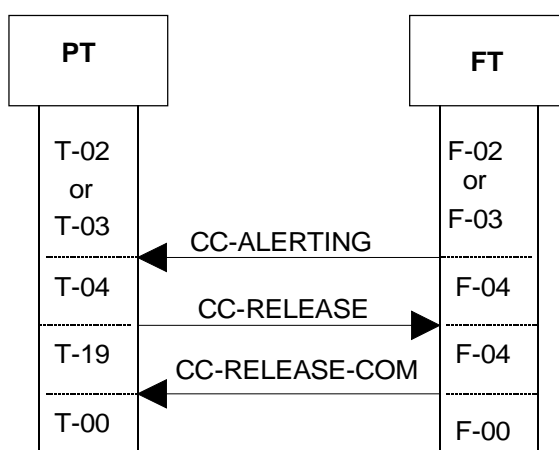 PT
FT
T-02
or
T-03
F-02
or
F-03
CC-ALERTING
T-04
F-04
CC-RELEASE
T-19
F-04
CC-RELEASE-COM
T-00
F-00